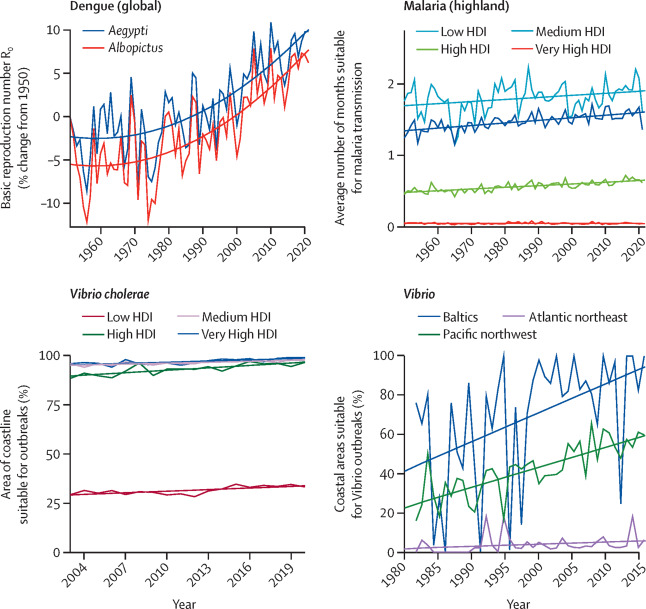 Dengue (global)
Aegypti
Albopictus
Basic reproduction number R₀
(% change from 1950)
10
5
0
−5
−10
1960
1970
1980
1990
2000
2010
2020
Malaria (highland)
Low HDI
Medium HDI
High HDI
Very High HDI
Average number of months suitable
for malaria transmission
2
1
0
1960
1970
1980
1990
2000
2010
2020
Vibrio cholerae
Low HDI
Medium HDI
High HDI
Very High HDI
Area of coastline
suitable for outbreaks (%)
100
75
50
25
0
2004
2007
2010
2013
2016
2019
Year
Vibrio
Baltics
Atlantic northeast
Pacific northwest
Coastal areas suitable
for Vibrio outbreaks (%)
100
80
60
40
20
0
1980
1985
1990
1995
2000
2005
2010
2015
Year